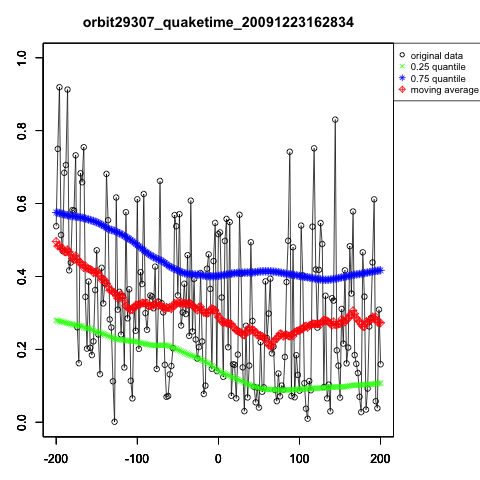 orbit29307_quaketime_20091223162834
original data
0.25 quantile
0.75 quantile
moving average
1.0
0.8
0.6
0.4
0.2
0.0
-200 -100 0 100 200